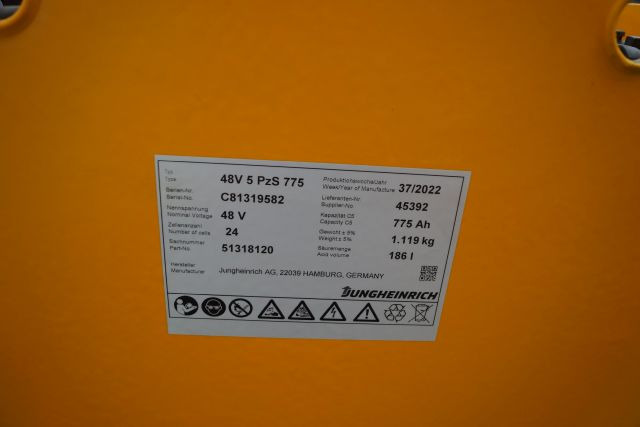 Typ
Type
48V 5 PzS 775
Produktionswoche/Jahr
Week/Year of Manufacture
37/2022
Serien-Nr.
Serial-No.
C81319582
Lieferanten-Nr.
Supplier-No.
45392
Nennspannung
Nominal Voltage
48 V
Kapazität C5
Capacity C5
775 Ah
Zellenanzahl
Number of cells
24
Gewicht ± 5%
Weight ± 5%
1.119 kg
Sachnummer
Part-No.
51318120
Säuremenge
Acid volume
186 l
Hersteller
Manufacturer
Jungheinrich AG, 22039 HAMBURG, GERMANY
JUNGHEINRICH